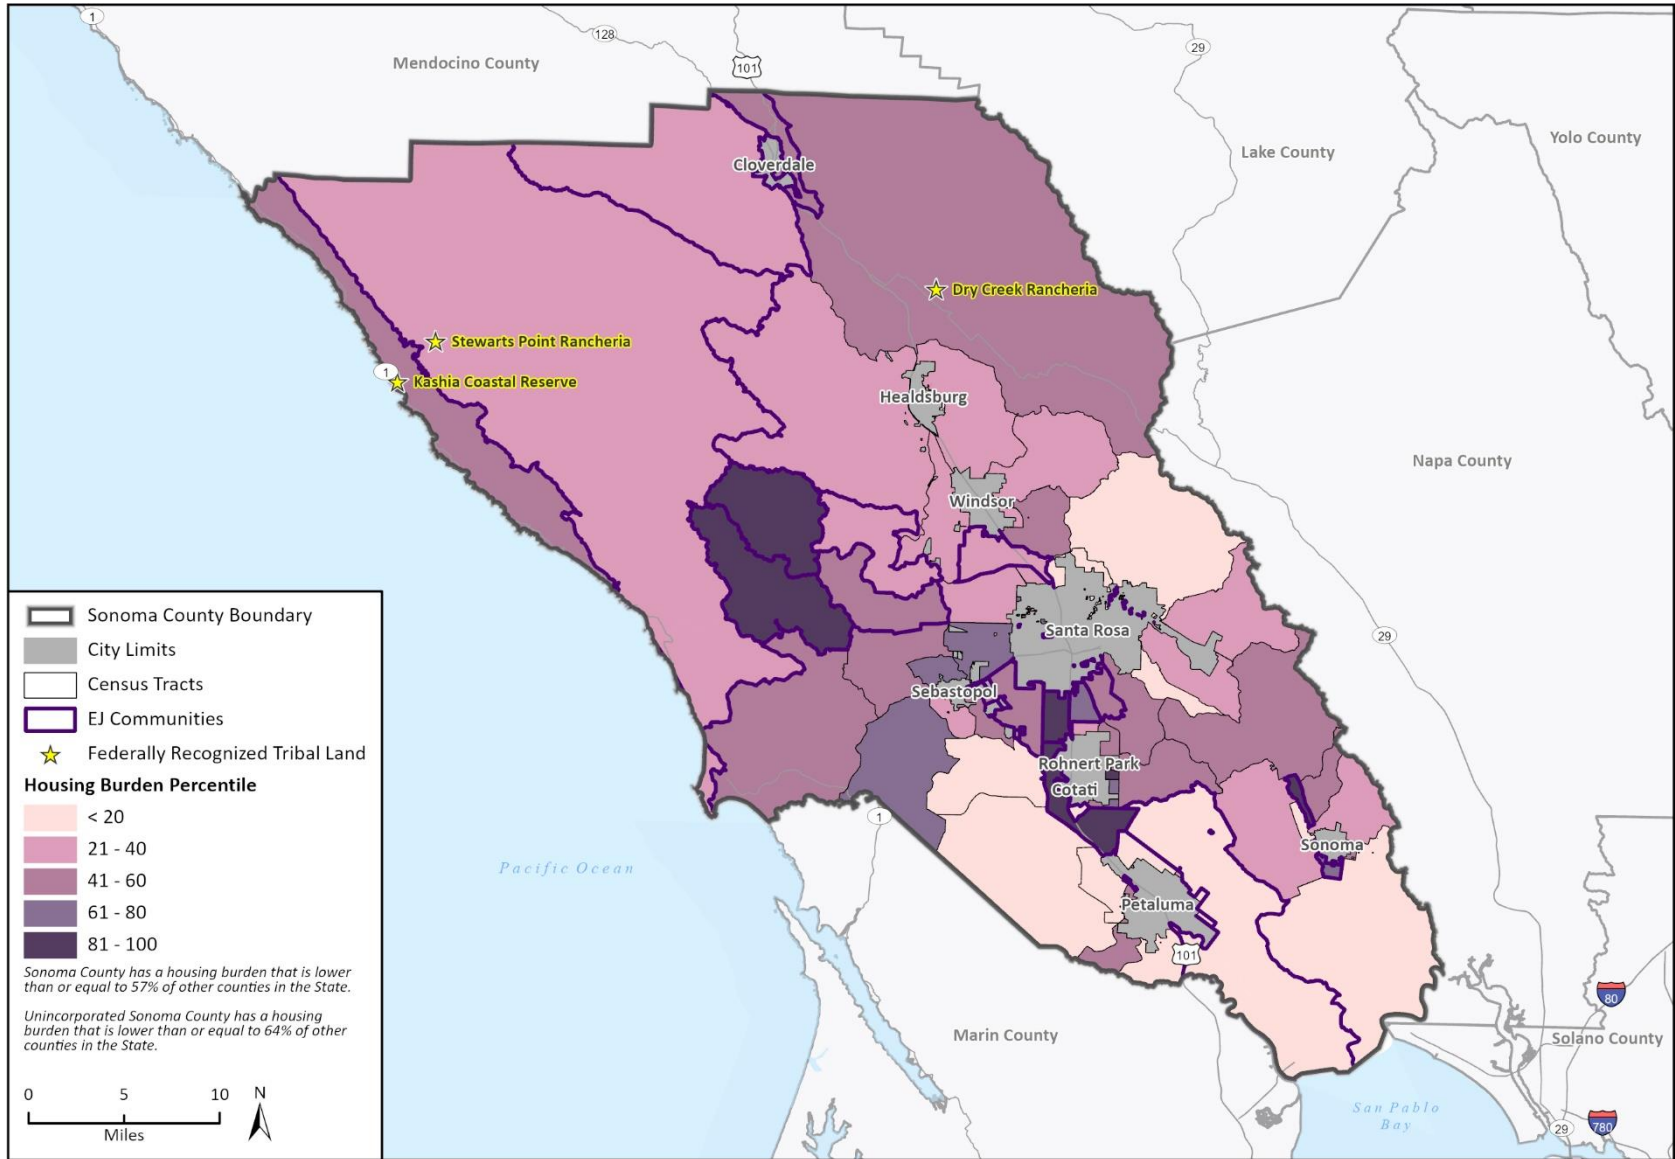 1
128
101
29
Mendocino County
Lake County
Yolo County
Cloverdale
Dry Creek Rancheria
Stewarts Point Rancheria
1
Kashia Coastal Reserve
Healdsburg
Napa County
Windsor
Santa Rosa
29
Sebastopol
Rohnert Park
Cotati
1
Sonoma
Pacific Ocean
Petaluma
101
80
Marin County
Solano County
San Pablo
Bay
29
780
Sonoma County Boundary
City Limits
Census Tracts
EJ Communities
Federally Recognized Tribal Land
Housing Burden Percentile
< 20
21 - 40
41 - 60
61 - 80
81 - 100
Sonoma County has a housing burden that is lower
than or equal to 57% of other counties in the State.
Unincorporated Sonoma County has a housing
burden that is lower than or equal to 64% of other
counties in the State.
0 5 10
Miles
N